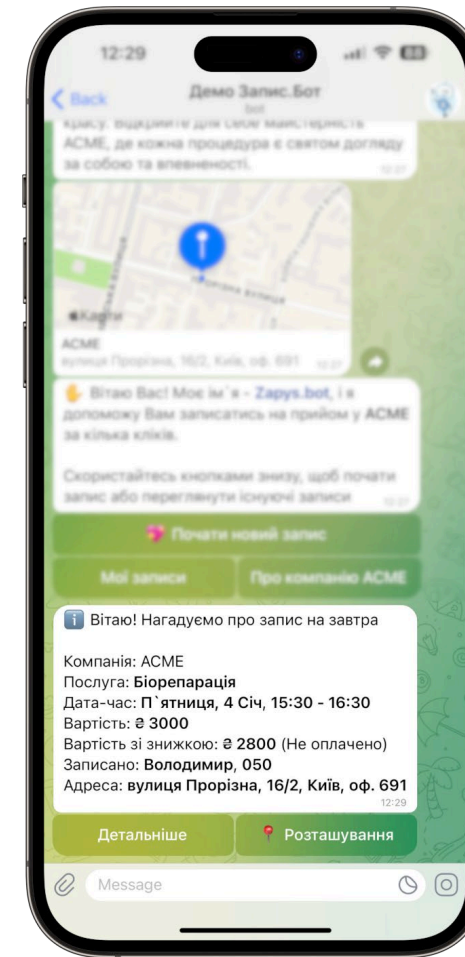 12:29
Back
Демо Запис.Бот
bot
красу. Відкрийте для себе майстерність
ACME, де кожна процедура є святом догляду
за собою та впевненості.
12:27
Карти
ACME
вулиця Прорізна, 16/2, Київ, оф. 691
12:27
✋ Вітаю Вас! Моє ім`я - Zapys.bot, і я
допоможу Вам записатись на прийом у ACME
за кілька кліків.
Скористайтесь кнопками знизу, щоб почати
запис або переглянути існуючі записи
12:27
💝 Почати новий запис
Мої записи
Про компанію ACME
ℹ️ Вітаю! Нагадуємо про запис на завтра
Компанія: ACME
Послуга: Біорепарація
Дата-час: П`ятниця, 4 Січ, 15:30 - 16:30
Вартість: ₴ 3000
Вартість зі знижкою: ₴ 2800 (Не оплачено)
Записано: Володимир, 050
Адреса: вулиця Прорізна, 16/2, Київ, оф. 691
12:29
Детальніше
📍 Розташування
Message